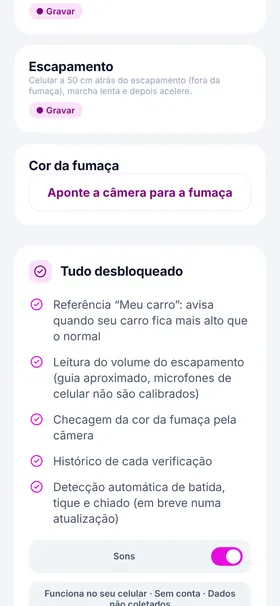 Gravar
Escapamento
Celular a 50 cm atrás do escapamento (fora da
fumaça), marcha lenta e depois acelere.
Gravar
Cor da fumaça
Aponte a câmera para a fumaça
Tudo desbloqueado
Referência “Meu carro”: avisa
quando seu carro fica mais alto que
o normal
Leitura do volume do escapamento
(guia aproximado, microfones de
celular não são calibrados)
Checagem da cor da fumaça pela
câmera
Histórico de cada verificação
Detecção automática de batida,
tique e chiado (em breve numa
atualização)
Sons
Funciona no seu celular · Sem conta · Dados
não coletados